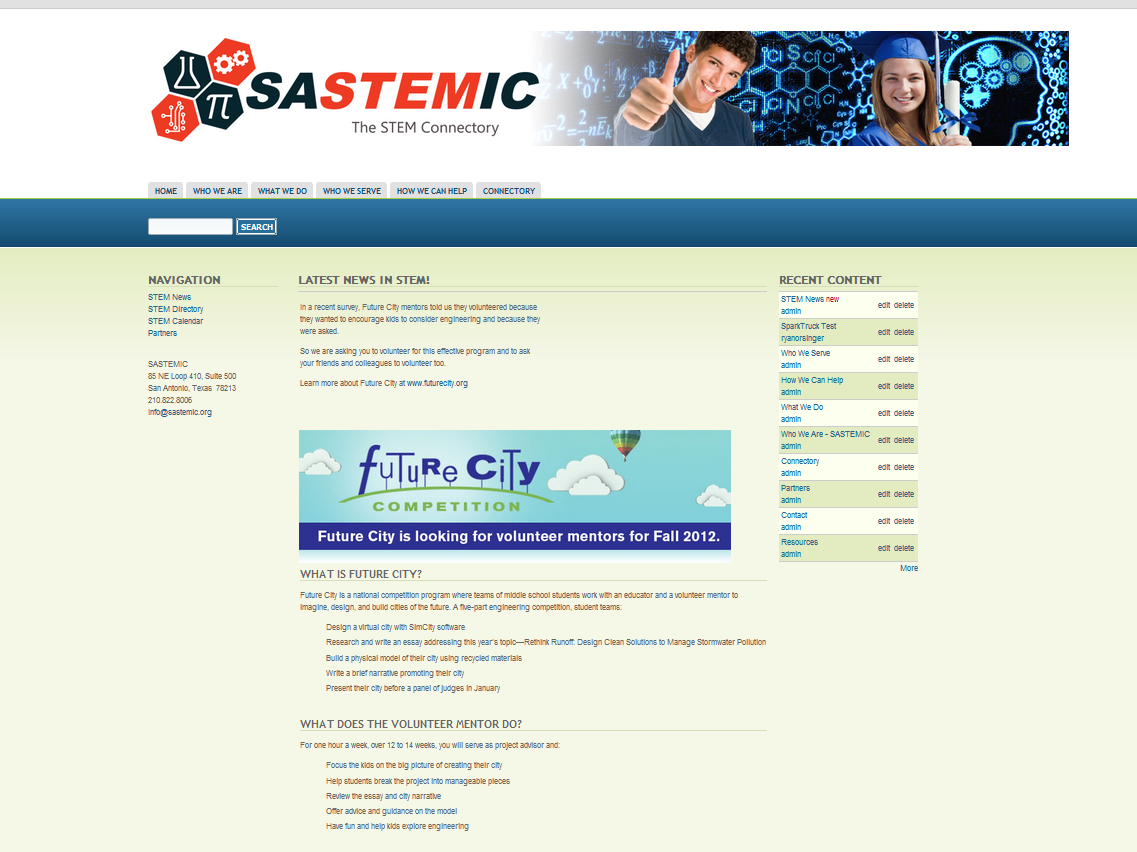 SASTEMIC
The STEM Connectory
HOME
WHO WE ARE
WHAT WE DO
WHO WE SERVE
HOW WE CAN HELP
CONNECTORY
SEARCH
NAVIGATION
STEM News
STEM Directory
STEM Calendar
Partners
SASTEMIC
85 NE Loop 410, Suite 500
San Antonio, Texas 78213
210.822.8006
info@sastemic.org
LATEST NEWS IN STEM!
In a recent survey, Future City mentors told us they volunteered because
they wanted to encourage kids to consider engineering and because they
were asked.
So we are asking you to volunteer for this effective program and to ask
your friends and colleagues to volunteer too.
Learn more about Future City at www.futurecity.org
Future City
COMPETITION
Future City is looking for volunteer mentors for Fall 2012.
WHAT IS FUTURE CITY?
Future City is a national competition program where teams of middle school students work with an educator and a volunteer mentor to
imagine, design, and build cities of the future. A five-part engineering competition, student teams:
Design a virtual city with SimCity software
Research and write an essay addressing this year's topic—Rethink Runoff: Design Clean Solutions to Manage Stormwater Pollution
Build a physical model of their city using recycled materials
Write a brief narrative promoting their city
Present their city before a panel of judges in January
WHAT DOES THE VOLUNTEER MENTOR DO?
For one hour a week, over 12 to 14 weeks, you will serve as project advisor and:
Focus the kids on the big picture of creating their city
Help students break the project into manageable pieces
Review the essay and city narrative
Offer advice and guidance on the model
Have fun and help kids explore engineering
RECENT CONTENT
STEM News new
admin
edit delete
SparkTruck Test
ryanorsinger
edit delete
Who We Serve
admin
edit delete
How We Can Help
admin
edit delete
What We Do
admin
edit delete
Who We Are - SASTEMIC
admin
edit delete
Connectory
admin
edit delete
Partners
admin
edit delete
Contact
admin
edit delete
Resources
admin
edit delete
More